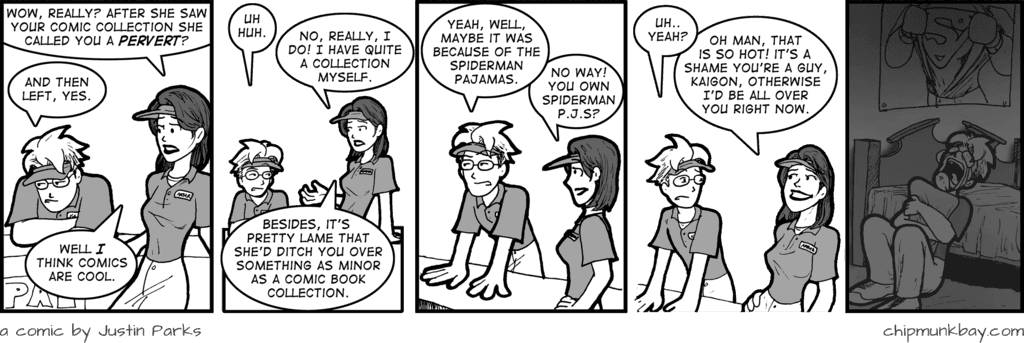 WOW, REALLY? AFTER SHE SAW
YOUR COMIC COLLECTION SHE
CALLED YOU A PERVERT?
AND THEN
LEFT, YES.
WELL I
THINK COMICS
ARE COOL.
UH
HUH.
NO, REALLY, I
DO! I HAVE QUITE
A COLLECTION
MYSELF.
BESIDES, IT'S
PRETTY LAME THAT
SHE'D DITCH YOU OVER
SOMETHING AS MINOR
AS A COMIC BOOK
COLLECTION.
YEAH, WELL,
MAYBE IT WAS
BECAUSE OF THE
SPIDERMAN
PAJAMAS.
NO WAY!
YOU OWN
SPIDERMAN
P.J.S?
UH..
YEAH?
OH MAN, THAT
IS SO HOT! IT'S A
SHAME YOU'RE A GUY,
KAIGON, OTHERWISE
I'D BE ALL OVER
YOU RIGHT NOW.
a comic by Justin Parks
chipmunkbay.com